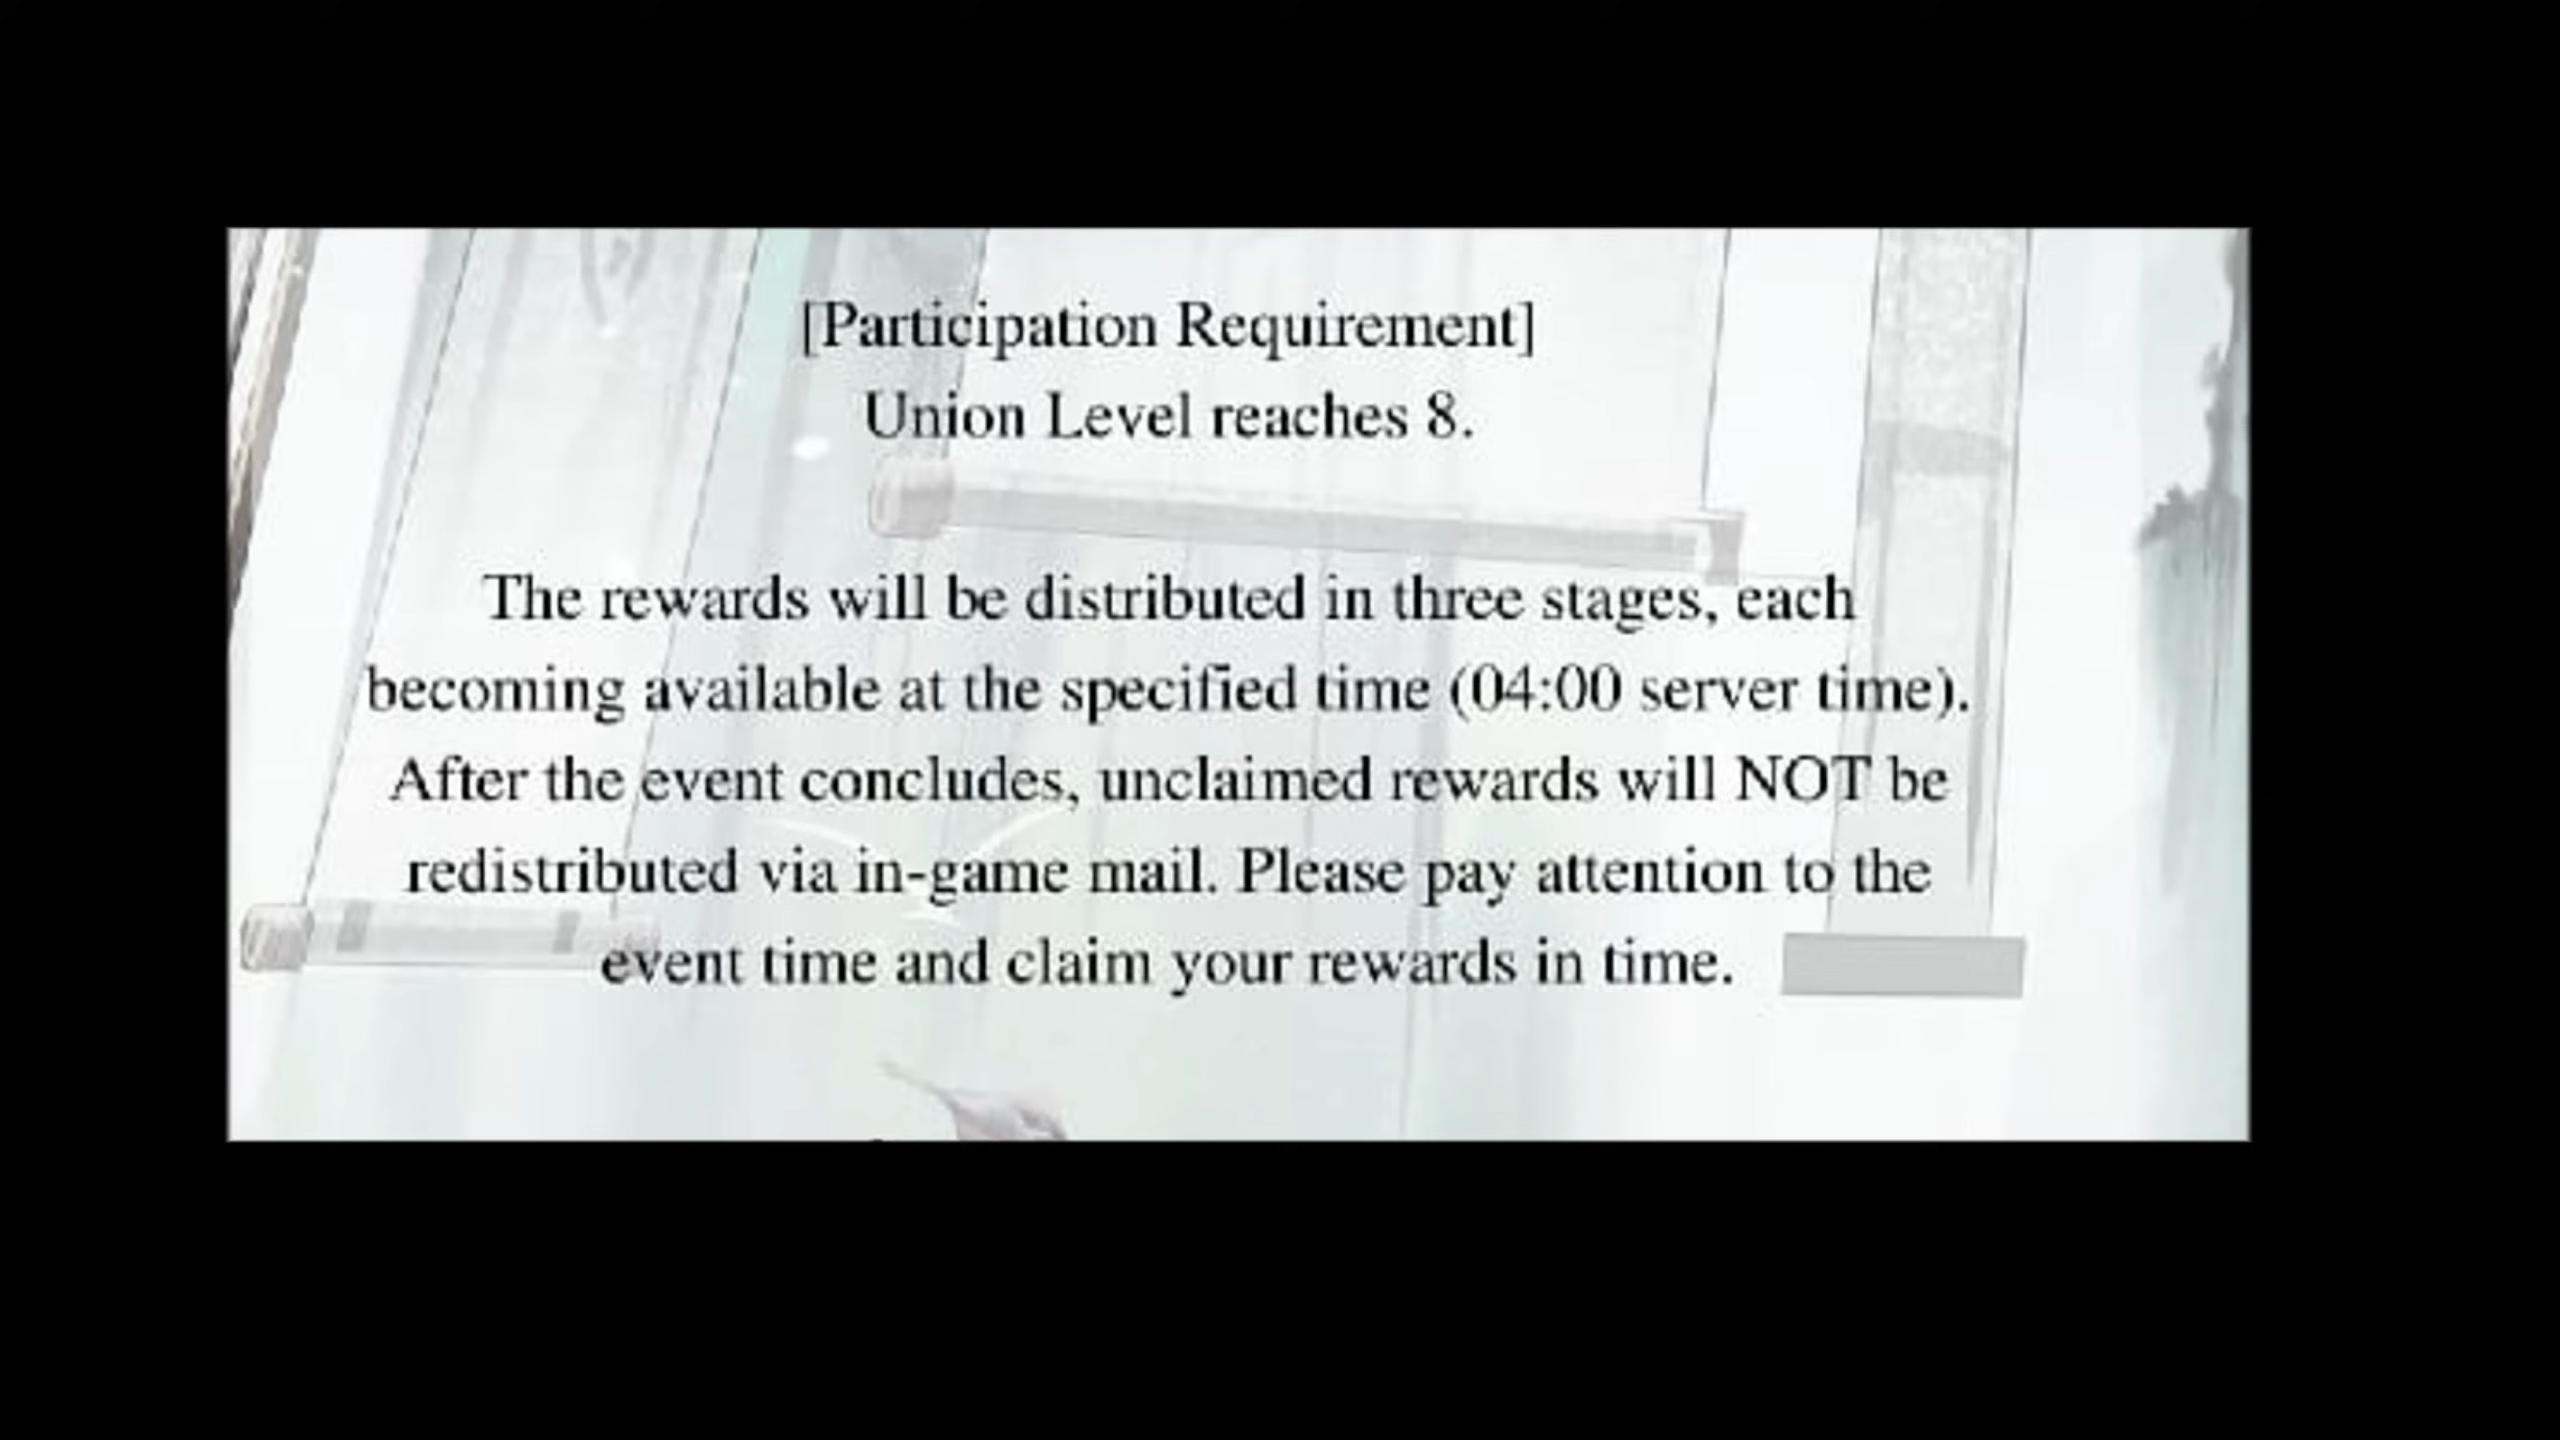 [Participation Requirement]
Union Level reaches 8.
The rewards will be distributed in three stages, each
becoming available at the specified time (04:00 server time).
After the event concludes, unclaimed rewards will NOT be
redistributed via in-game mail. Please pay attention to the
event time and claim your rewards in time.